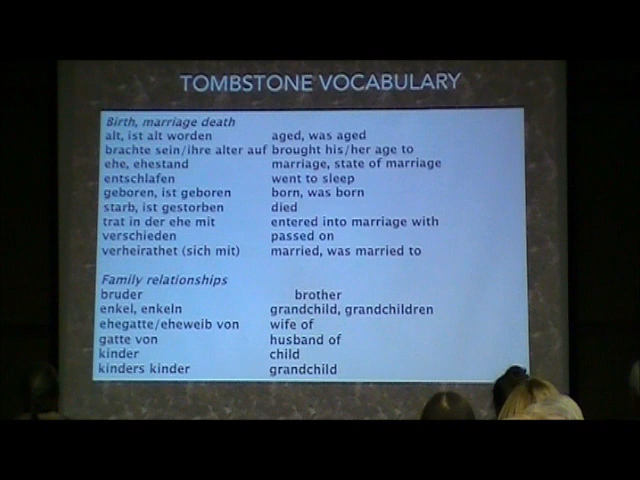 TOMBSTONE VOCABULARY
Birth, marriage death
alt, ist alt worden aged, was aged
brachte sein/ihre alter auf brought his/her age to
ehe, ehestand marriage, state of marriage
entschlafen went to sleep
geboren, ist geboren born, was born
starb, ist gestorben died
trat in der ehe mit entered into marriage with
verschieden passed on
verheirathet (sich mit) married, was married to
Family relationships
bruder brother
enkel, enkeln grandchild, grandchildren
ehegatte/eheweib von wife of
gatte von husband of
kinder child
kinders kinder grandchild